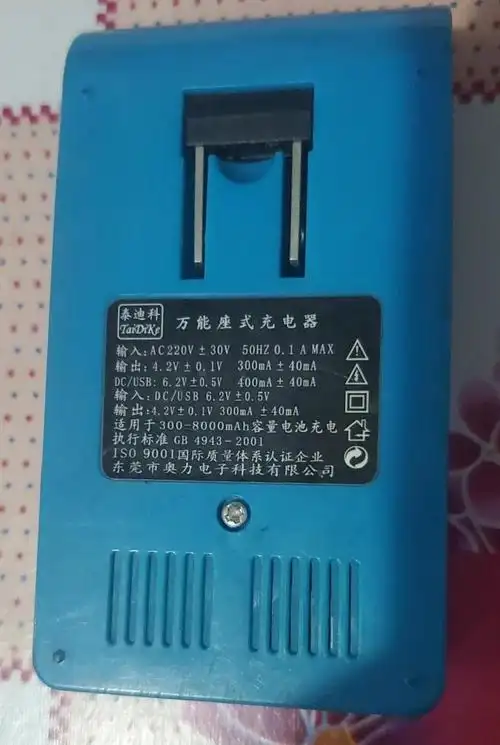 泰迪科
TaiDiKe
万能座式充电器
输入:AC220V±30V 50HZ 0.1A MAX
输出:4.2V±0.1V 300mA±40mA
DC/USB:6.2V±0.5V 400mA±40mA
输入:DC/USB 6.2V±0.5V
输出:4.2V±0.1V 300mA±40mA
适用于300-8000mAh容量电池充电
执行标准 GB 4943-2001
ISO 9001国际质量体系认证企业
东莞市奥力电子科技有限公司